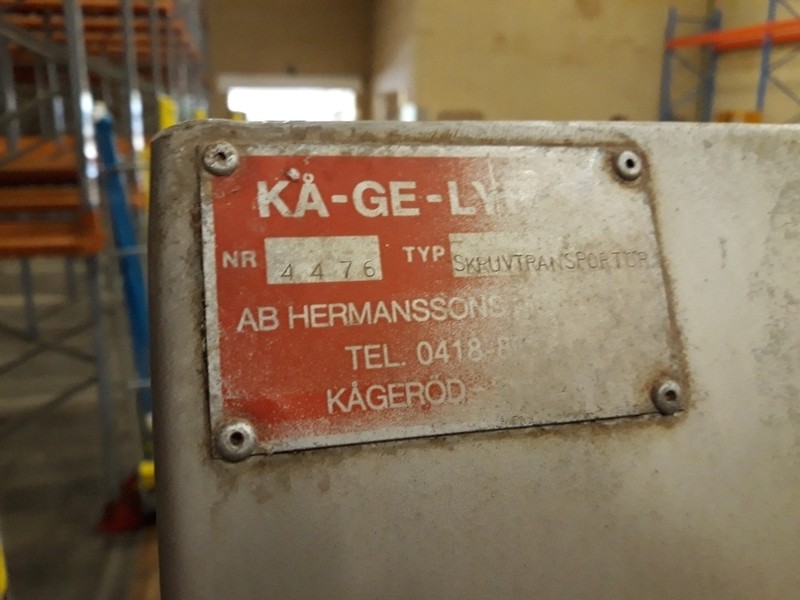 KÅ-GE-LY
NR 4476 TYP SKRUVTRANSPORTÖR
AB HERMANSSONS
TEL. 0418-8
KÅGERÖD